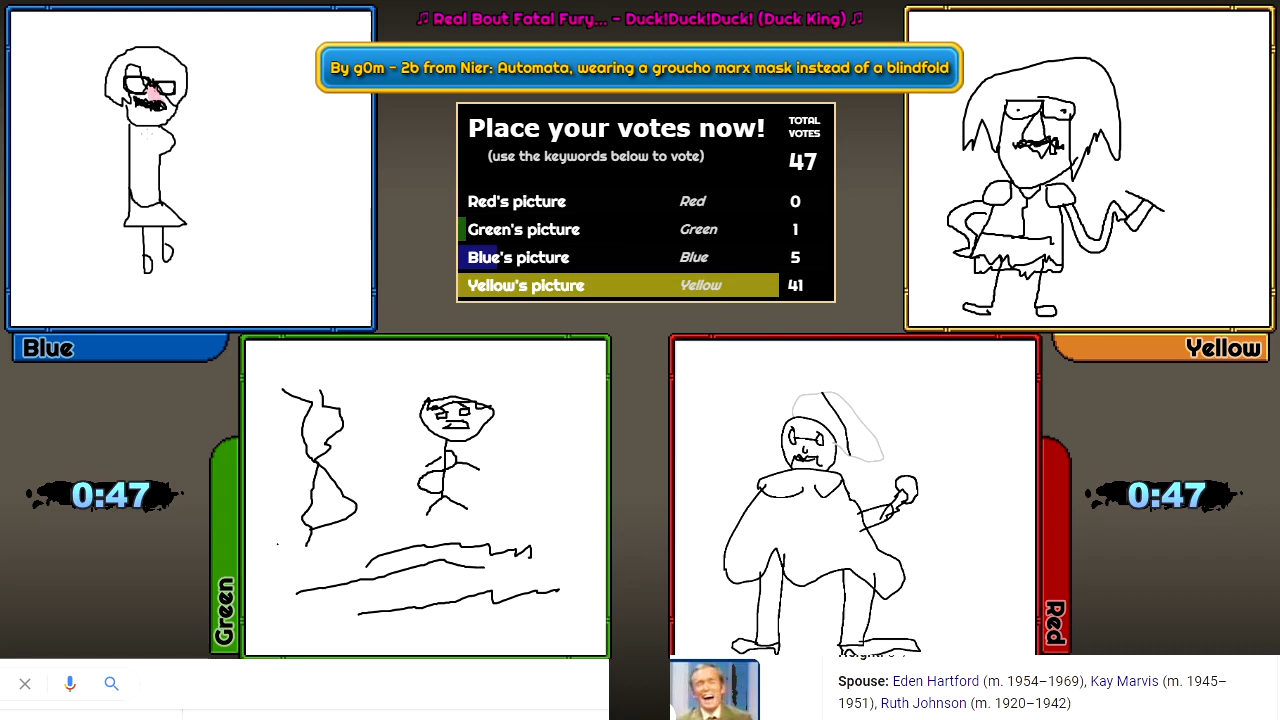 ♫ Real Bout Fatal Fury... - Duck!Duck!Duck! (Duck King) ♫
By g0m - 2b from Nier: Automata, wearing a groucho marx mask instead of a blindfold
Place your votes now!
TOTAL
VOTES
(use the keywords below to vote)
47
Red's picture Red 0
Green's picture Green 1
Blue's picture Blue 5
Yellow's picture Yellow 41
Blue
Yellow
0:47
0:47
Green
Red
Spouse: Eden Hartford (m. 1954–1969), Kay Marvis (m. 1945–
1951), Ruth Johnson (m. 1920–1942)